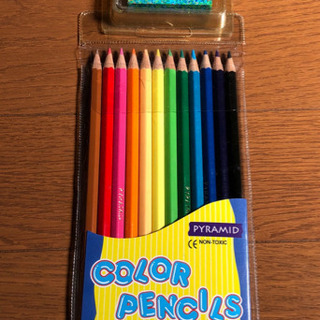 PYRAMID
CE NON-TOXIC
COLOR
PENCILS